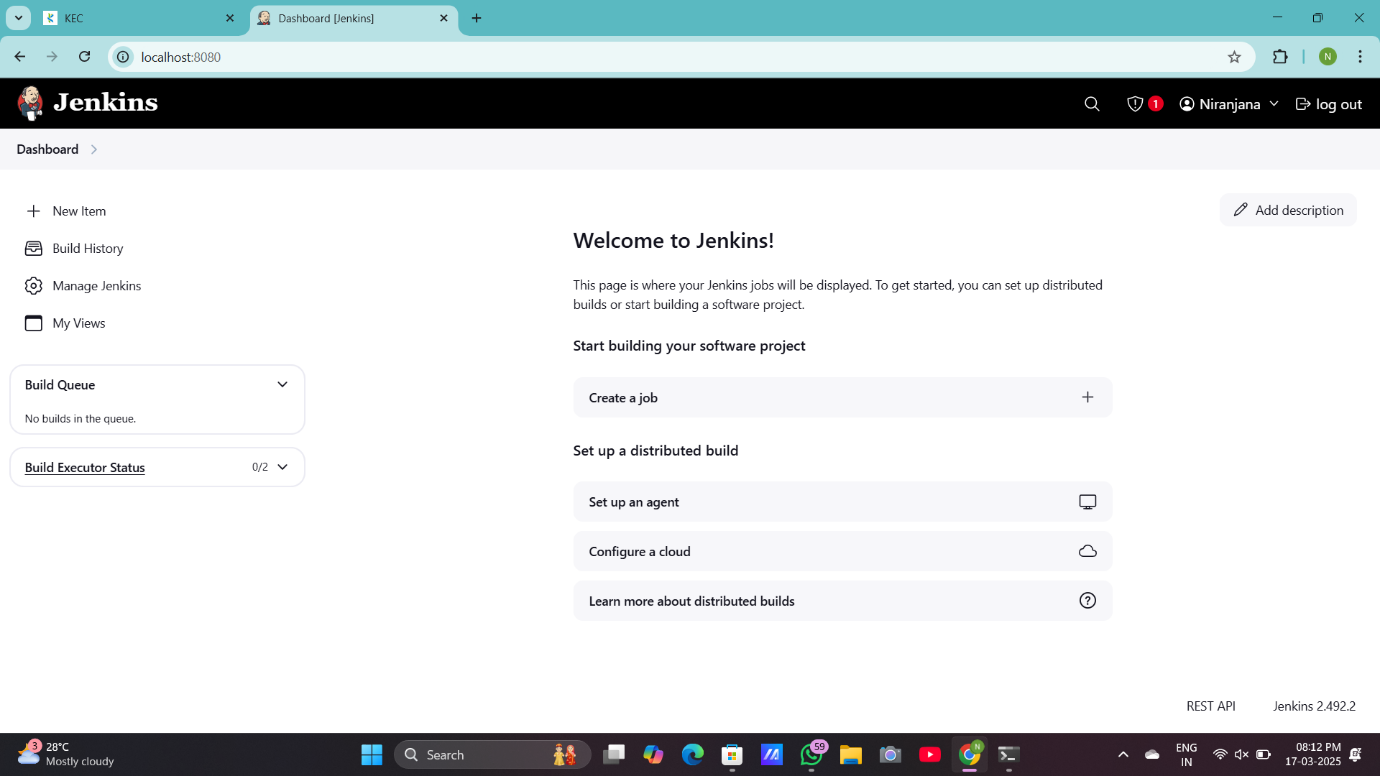 KEC
Dashboard [Jenkins]
localhost:8080
N
Jenkins
1
Niranjana
log out
Dashboard
New Item
Build History
Manage Jenkins
My Views
Build Queue
No builds in the queue.
Build Executor Status
0/2
Add description
Welcome to Jenkins!
This page is where your Jenkins jobs will be displayed. To get started, you can set up distributed
builds or start building a software project.
Start building your software project
Create a job
Set up a distributed build
Set up an agent
Configure a cloud
Learn more about distributed builds
REST API
Jenkins 2.492.2
3
28°C
Mostly cloudy
Search
59
N
ENG
IN
08:12 PM
17-03-2025